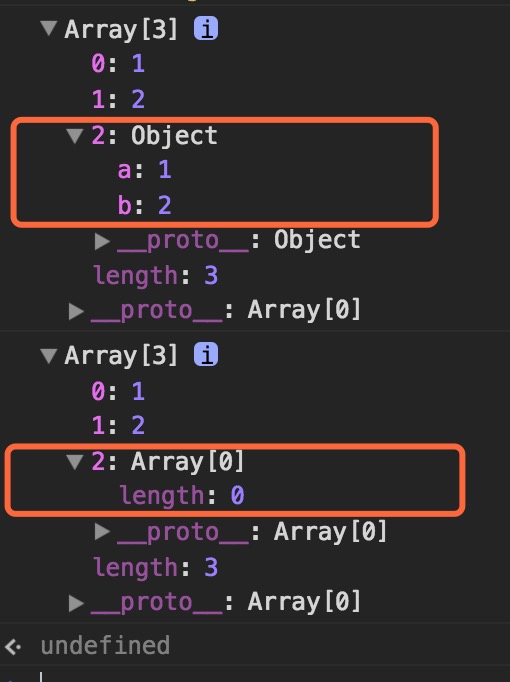 Array[3] i
0: 1
1: 2
2: Object
a: 1
b: 2
__proto__: Object
length: 3
__proto__: Array[0]
Array[3] i
0: 1
1: 2
2: Array[0]
length: 0
__proto__: Array[0]
length: 3
__proto__: Array[0]
undefined